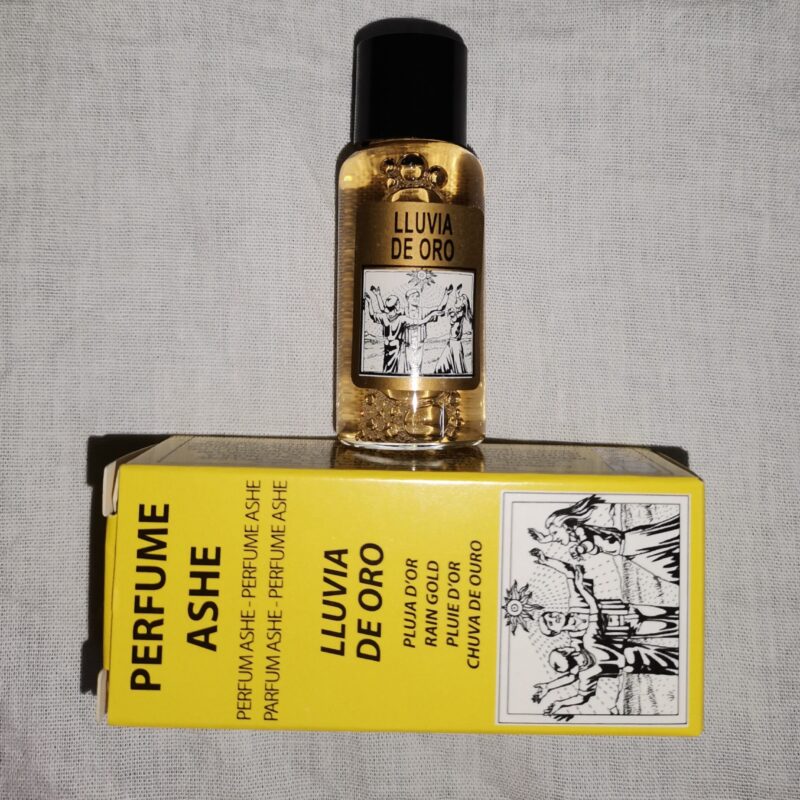 LLUVIA
DE ORO
PERFUME
ASHE
PERFUM ASHE - PERFUME ASHE
PARFUM ASHE - PERFUME ASHE
LLUVIA
DE ORO
PLUJA D'OR
RAIN GOLD
PLUIE D'OR
CHUVA DE OURO